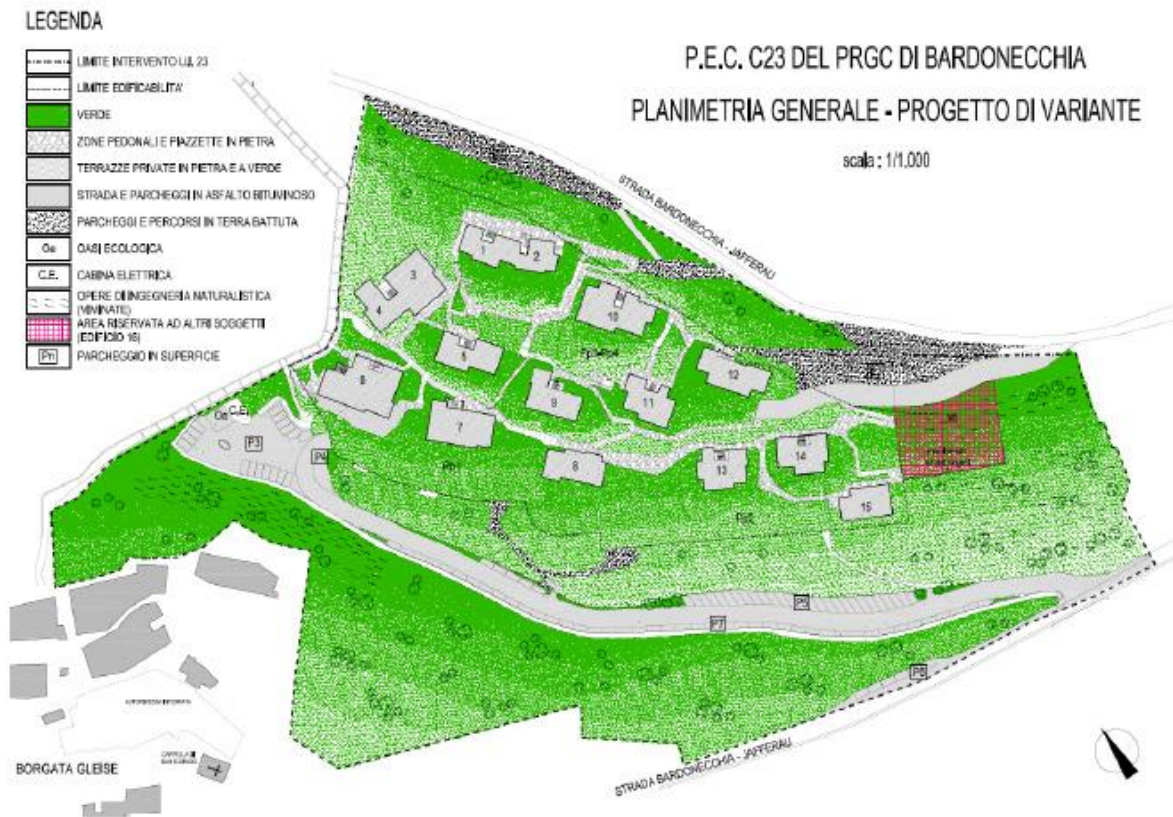 LEGENDA
LIMITE INTERVENTO U.I. 23
LIMITE EDIFICABILITA'
VERDE
ZONE PEDONALI E PIAZZETTE IN PIETRA
TERRAZZE PRIVATE IN PIETRA E A VERDE
STRADA E PARCHEGGI IN ASFALTO BITUMINOSO
PARCHEGGI E PERCORSI IN TERRA BATTUTA
Oe OASI ECOLOGICA
C.E. CABINA ELETTRICA
OPERE DI INGEGNERIA NATURALISTICA
(VIMINATE)
AREA RISERVATA AD ALTRI SOGGETTI
(EDIFICIO 16)
Pn PARCHEGGIO IN SUPERFICIE
P.E.C. C23 DEL PRGC DI BARDONECCHIA
PLANIMETRIA GENERALE - PROGETTO DI VARIANTE
scala : 1/1.000
STRADA BARDONECCHIA - JAFFERAU
1
2
3
4
5
6
7
8
9
10
11
12
13
14
15
Oe
C.E.
P3
P4
P5
P7
P6
STRADA BARDONECCHIA - JAFFERAU
BORGATA GLEISE
CAPPELLA DI